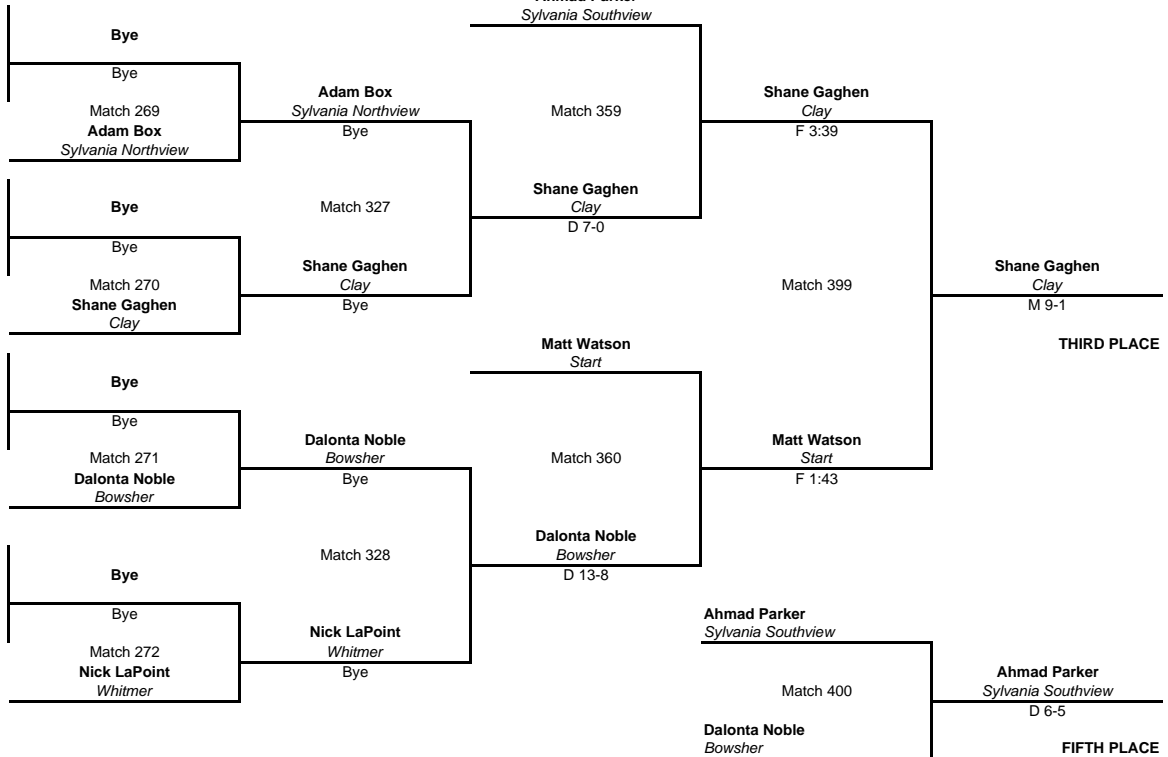 Ahmad Parker
Sylvania Southview
Bye
Bye
Match 269
Adam Box
Sylvania Northview
Adam Box
Sylvania Northview
Bye
Match 359
Shane Gaghen
Clay
F 3:39
Bye
Bye
Match 270
Shane Gaghen
Clay
Match 327
Shane Gaghen
Clay
Bye
Shane Gaghen
Clay
D 7-0
Match 399
Shane Gaghen
Clay
M 9-1
THIRD PLACE
Bye
Bye
Match 271
Dalonta Noble
Bowsher
Dalonta Noble
Bowsher
Bye
Matt Watson
Start
Match 360
Matt Watson
Start
F 1:43
Bye
Bye
Match 272
Nick LaPoint
Whitmer
Match 328
Nick LaPoint
Whitmer
Bye
Dalonta Noble
Bowsher
D 13-8
Ahmad Parker
Sylvania Southview
Match 400
Dalonta Noble
Bowsher
Ahmad Parker
Sylvania Southview
D 6-5
FIFTH PLACE